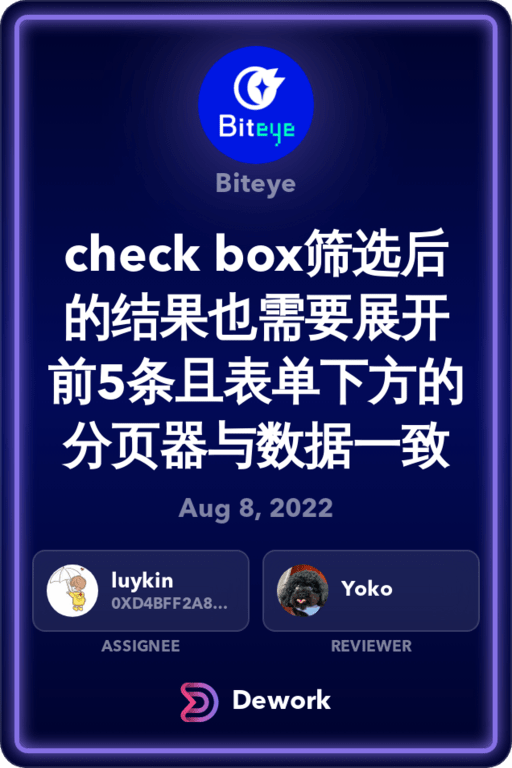 Biteye
Biteye
check box筛选后
的结果也需要展开
前5条且表单下方的
分页器与数据一致
Aug 8, 2022
luykin
0XD4BFF2A8...
Yoko
ASSIGNEE
REVIEWER
Dework